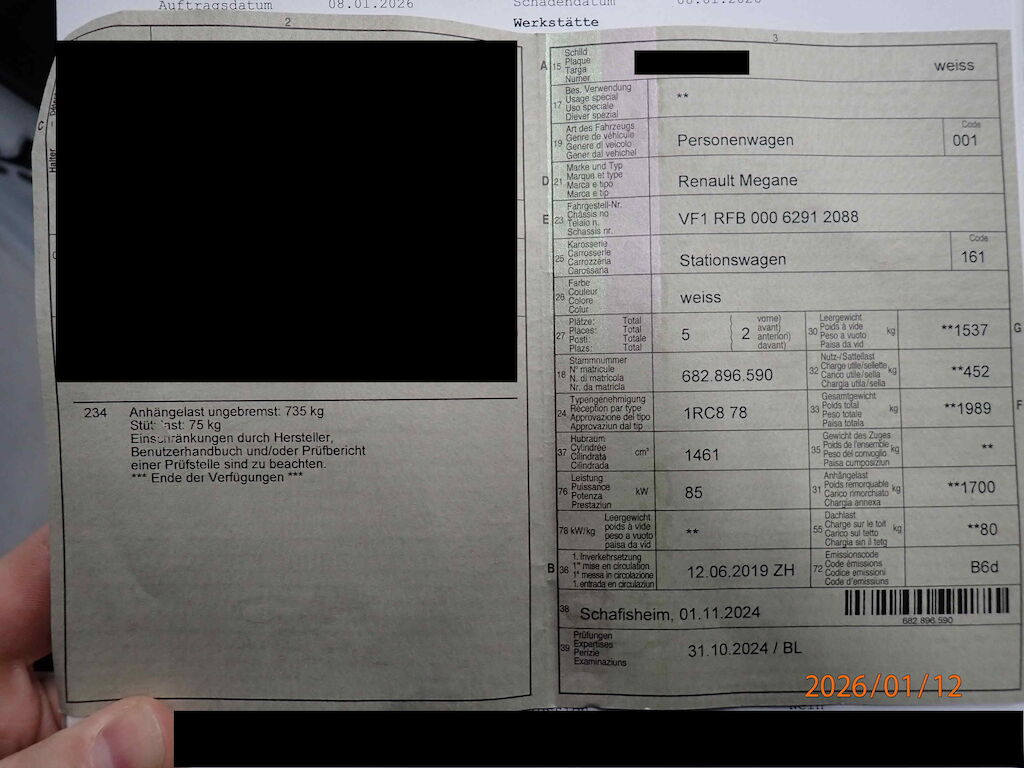 Auftragsdatum 08.01.2026 Schadendatum 08.01.2026
Werkstätte
2
3
C
Halter
234 Anhängelast ungebremst: 735 kg
Stützlast: 75 kg
Einschränkungen durch Hersteller,
Benutzerhandbuch und/oder Prüfbericht
einer Prüfstelle sind zu beachten.
*** Ende der Verfügungen ***
A 15 Schild
Plaque
Targa
Numer
weiss
17 Bes. Verwendung
Usage spécial
Uso speciale
Diever spezial
**
19 Art des Fahrzeugs
Genre de véhicule
Genere di veicolo
Gener dal vehichel
Personenwagen
Code
001
D 21 Marke und Typ
Marque et type
Marca e tipo
Marca e tip
Renault Megane
E 23 Fahrgestell-Nr.
Châssis no
Telaio n.
Schassis nr.
VF1 RFB 000 6291 2088
25 Karosserie
Carrosserie
Carrozzeria
Carossaria
Stationswagen
Code
161
26 Farbe
Couleur
Colore
Colur
weiss
27 Plätze: Total
Places: Total
Posti: Totale
Plazs: Total
5
( vorne)
{ 2 avant)
anteriori)
( davant)
30 Leergewicht
Poids à vide
Peso a vuoto
Paisa da vid
kg
**1537
G
18 Stammnummer
N° matricule
N. di matricola
Nr. da matricla
682.896.590
32 Nutz-/Sattellast
Charge utile/sellette
Carico utile/sella
Chargia utila/sella
kg
**452
24 Typengenehmigung
Réception par type
Approvazione del tipo
Approvaziun dal tip
1RC8 78
33 Gesamtgewicht
Poids total
Peso totale
Paisa totala
kg
**1989
F
37 Hubraum
Cylindrée
Cilindrata
Cilindrada
cm³
1461
35 Gewicht des Zuges
Poids de l'ensemble
Peso del convoglio
Paisa cumposiziun
kg
**
76 Leistung
Puissance
Potenza
Prestaziun
kW
85
31 Anhängelast
Poids remorquable
Carico rimorchiato
Chargia annexa
kg
**1700
78 kW/kg Leergewicht
poids à vide
peso a vuoto
paisa da vid
**
55 Dachlast
Charge sur le toit
Carico sul tetto
Chargia sin il tetg
kg
**80
B 36 1. Inverkehrsetzung
1re mise en circulation
1a messa in circolazione
1. entrada en circulaziun
12.06.2019 ZH
72 Emissionscode
Code émissions
Codice emissioni
Code d'emissiuns
B6d
38 Schafisheim, 01.11.2024
682.896.590
39 Prüfungen
Expertises
Perizie
Examinaziuns
31.10.2024 / BL
2026/01/12